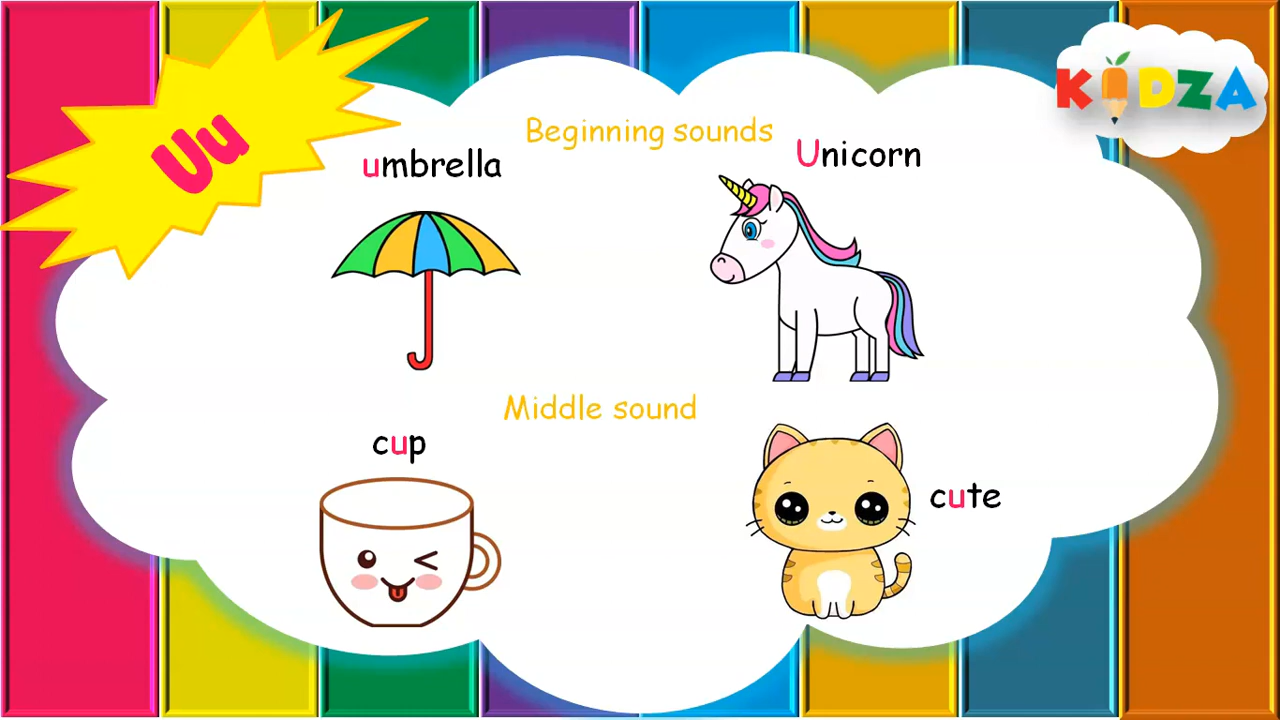 Uu
KIDZA
Beginning sounds
umbrella
Unicorn
Middle sound
cup
cute